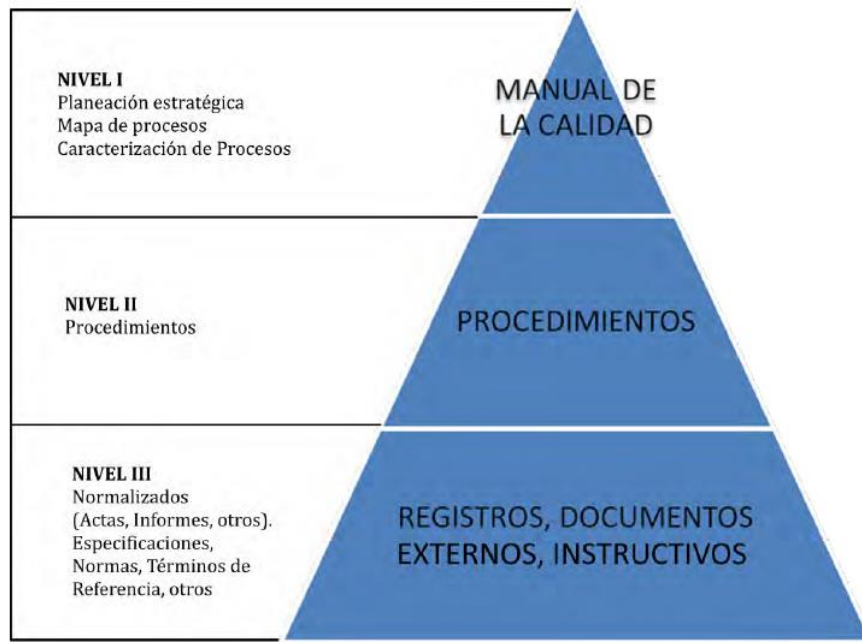 NIVEL I
Planeación estratégica
Mapa de procesos
Caracterización de Procesos
MANUAL DE
LA CALIDAD
NIVEL II
Procedimientos
PROCEDIMIENTOS
NIVEL III
Normalizados
(Actas, Informes, otros).
Especificaciones,
Normas, Términos de
Referencia, otros
REGISTROS, DOCUMENTOS
EXTERNOS, INSTRUCTIVOS